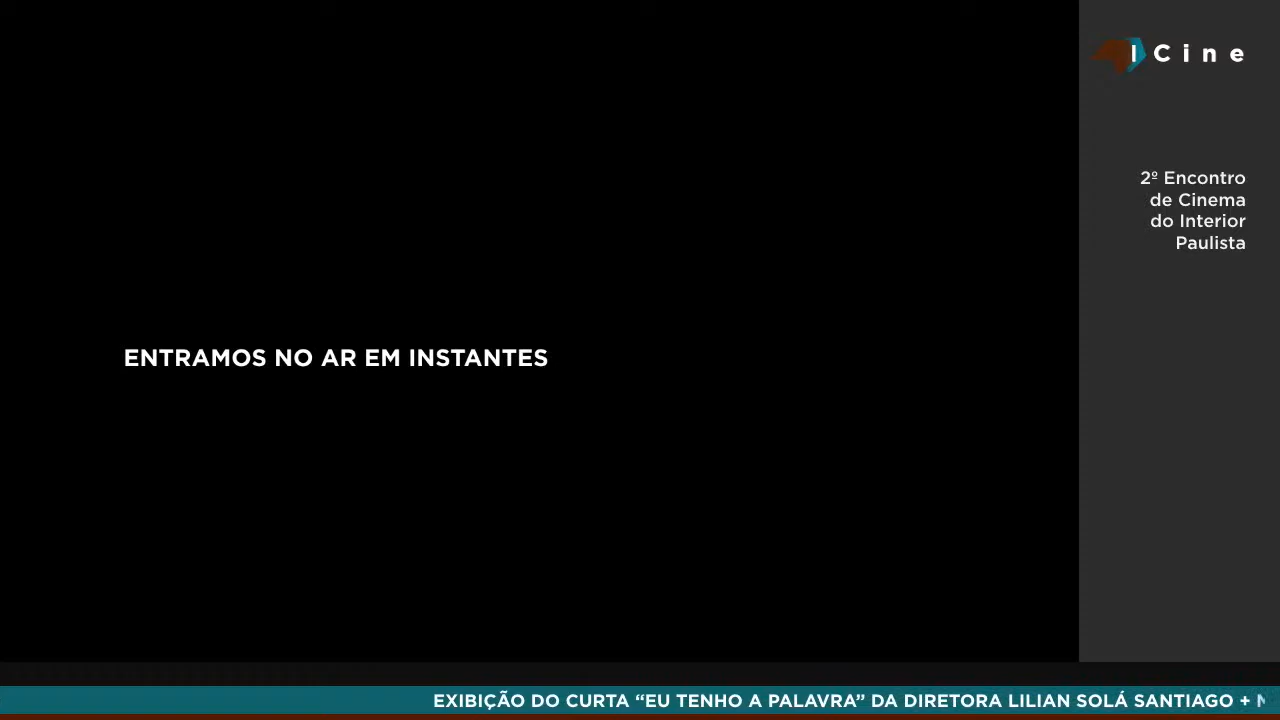 I Cine
2º Encontro
de Cinema
do Interior
Paulista
ENTRAMOS NO AR EM INSTANTES
EXIBIÇÃO DO CURTA “EU TENHO A PALAVRA” DA DIRETORA LILIAN SOLÁ SANTIAGO +